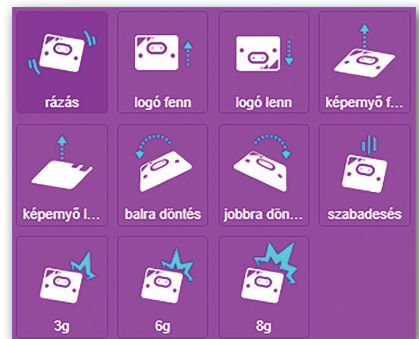 rázás
logó fenn
logó lenn
képernyő f...
képernyő l...
balra döntés
jobbra dön...
szabadesés
3g
6g
8g